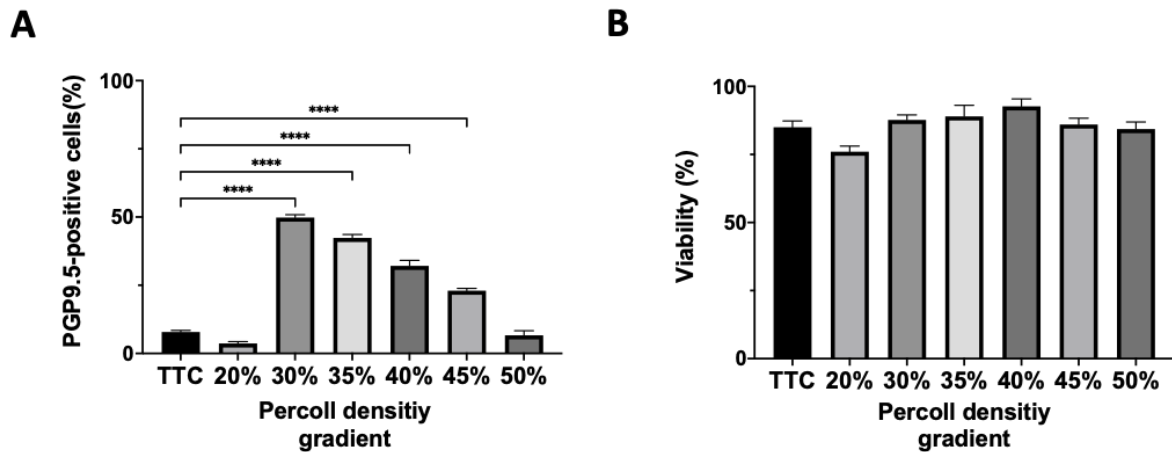 A
PGP9.5-positive cells(%)
100
50
0
****
****
****
****
TTC 20% 30% 35% 40% 45% 50%
Percoll densitiy
gradient
B
Viability (%)
100
50
0
TTC 20% 30% 35% 40% 45% 50%
Percoll densitiy
gradient